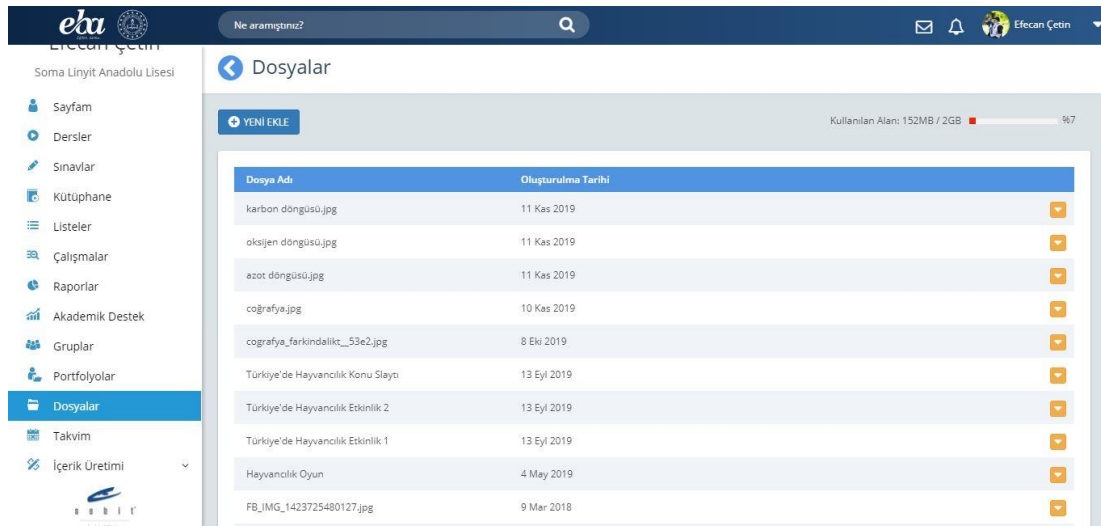 eba
Ne aramıştınız?
Efecan Çetin
Efecan Çetin
Soma Linyit Anadolu Lisesi
Sayfam
Dersler
Sınavlar
Kütüphane
Listeler
Çalışmalar
Raporlar
Akademik Destek
Gruplar
Portfolyolar
Dosyalar
Takvim
İçerik Üretimi
sebit
Dosyalar
YENİ EKLE
Kullanılan Alan: 152MB / 2GB %7
Dosya Adı Oluşturulma Tarihi
karbon döngüsü.jpg 11 Kas 2019
oksijen döngüsü.jpg 11 Kas 2019
azot döngüsü.jpg 11 Kas 2019
coğrafya.jpg 10 Kas 2019
cografya_farkindalikt__53e2.jpg 8 Eki 2019
Türkiye'de Hayvancılık Konu Slaytı 13 Eyl 2019
Türkiye'de Hayvancılık Etkinlik 2 13 Eyl 2019
Türkiye'de Hayvancılık Etkinlik 1 13 Eyl 2019
Hayvancılık Oyun 4 May 2019
FB_IMG_1423725480127.jpg 9 Mar 2018